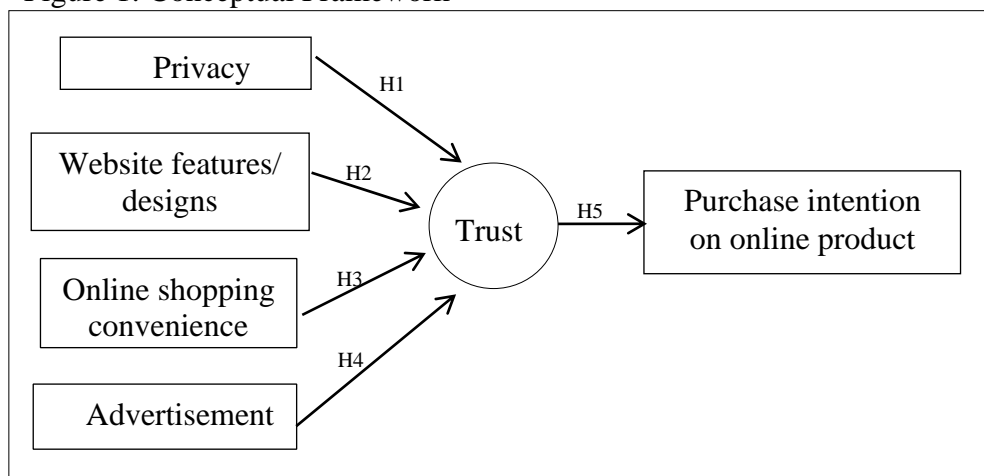 Figure 1: Conceptual Framework
Privacy
H1
Website features/
designs
H2
Online shopping
convenience
H3
Advertisement
H4
Trust
H5
Purchase intention
on online product